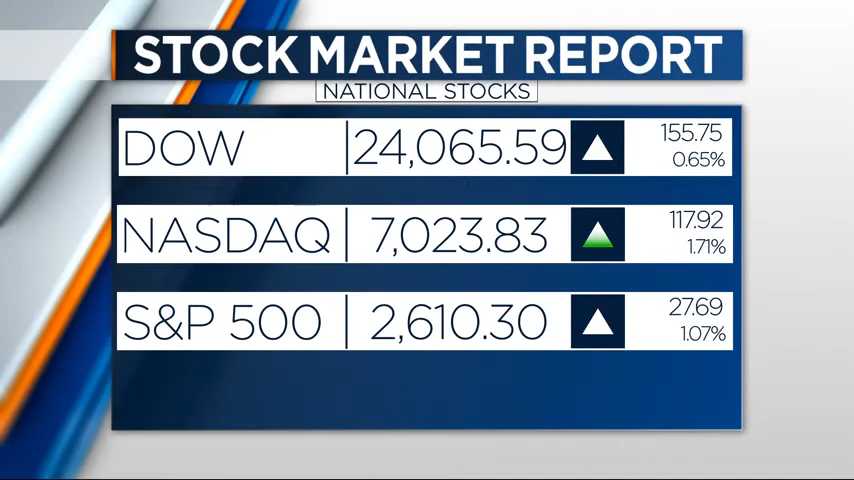 STOCK MARKET REPORT
NATIONAL STOCKS
DOW 24,065.59 155.75
0.65%
NASDAQ 7,023.83 117.92
1.71%
S&P 500 2,610.30 27.69
1.07%